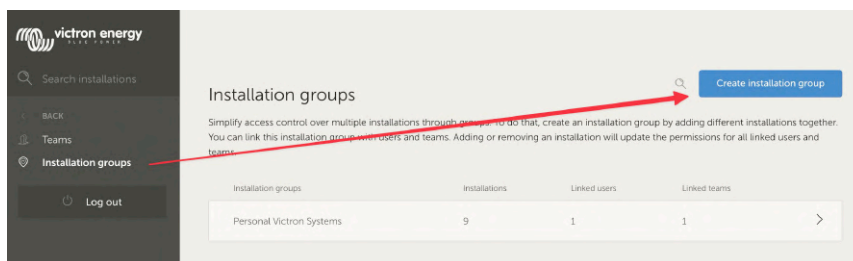 victron energy
BLUE POWER
Search installations
BACK
Teams
Installation groups
Log out
Create installation group
Installation groups
Simplify access control over multiple installations through groups. To do that, create an installation group by adding different installations together.
You can link this installation group with users and teams. Adding or removing an installation will update the permissions for all linked users and
teams.
Installation groups Installations Linked users Linked teams
Personal Victron Systems 9 1 1